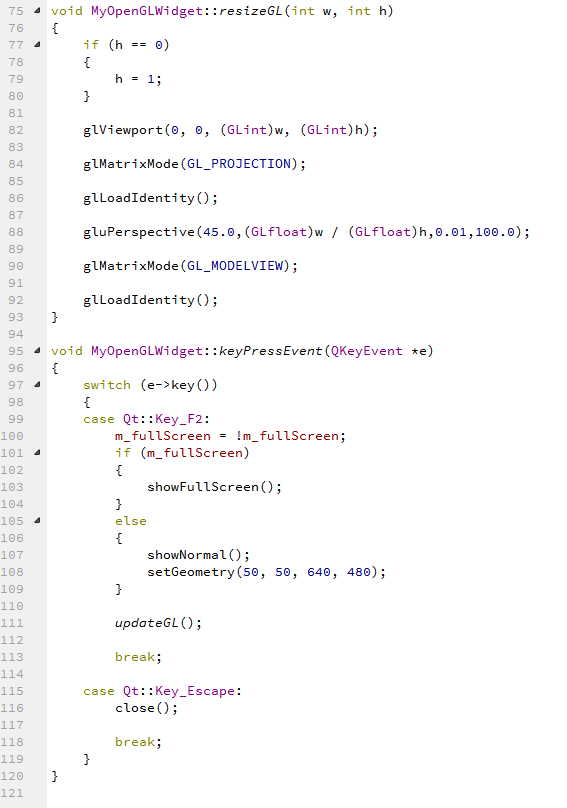 75 void MyOpenGLWidget::resizeGL(int w, int h)
76 {
77     if (h == 0)
78     {
79         h = 1;
80     }
81
82     glViewport(0, 0, (GLint)w, (GLint)h);
83
84     glMatrixMode(GL_PROJECTION);
85
86     glLoadIdentity();
87
88     gluPerspective(45.0,(GLfloat)w / (GLfloat)h,0.01,100.0);
89
90     glMatrixMode(GL_MODELVIEW);
91
92     glLoadIdentity();
93 }
94
95 void MyOpenGLWidget::keyPressEvent(QKeyEvent *e)
96 {
97     switch (e->key())
98     {
99     case Qt::Key_F2:
100         m_fullScreen = !m_fullScreen;
101         if (m_fullScreen)
102         {
103             showFullScreen();
104         }
105         else
106         {
107             showNormal();
108             setGeometry(50, 50, 640, 480);
109         }
110
111         updateGL();
112
113         break;
114
115     case Qt::Key_Escape:
116         close();
117
118         break;
119     }
120 }
121